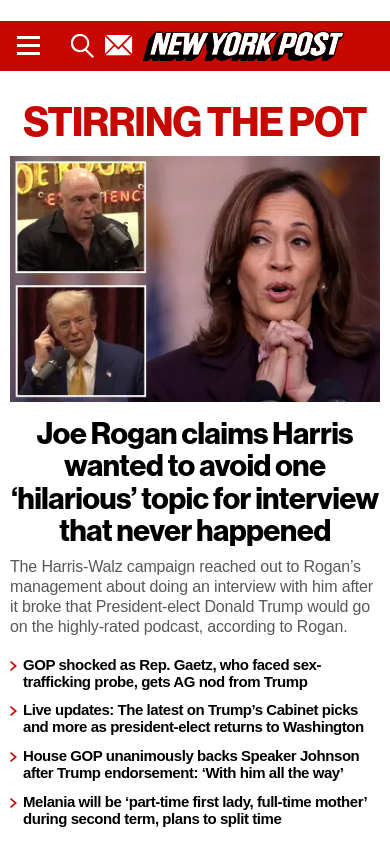 NEW YORK POST
STIRRING THE POT
Joe Rogan claims Harris
wanted to avoid one
‘hilarious’ topic for interview
that never happened
The Harris-Walz campaign reached out to Rogan’s
management about doing an interview with him after
it broke that President-elect Donald Trump would go
on the highly-rated podcast, according to Rogan.
GOP shocked as Rep. Gaetz, who faced sex-
trafficking probe, gets AG nod from Trump
Live updates: The latest on Trump’s Cabinet picks
and more as president-elect returns to Washington
House GOP unanimously backs Speaker Johnson
after Trump endorsement: ‘With him all the way’
Melania will be ‘part-time first lady, full-time mother’
during second term, plans to split time